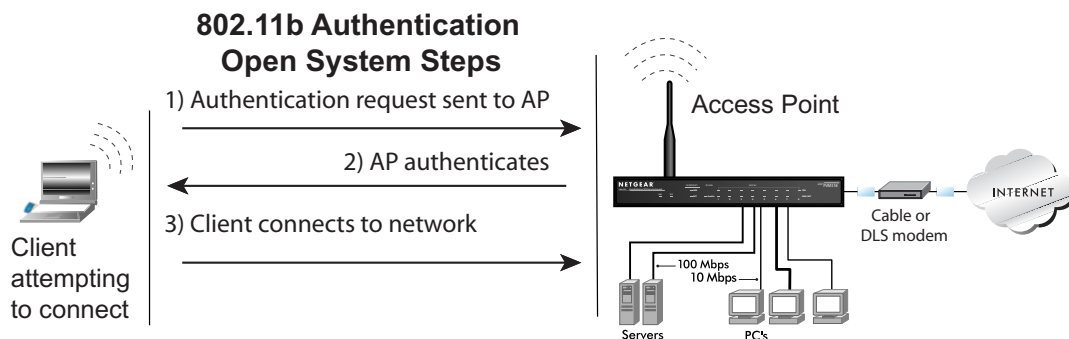 802.11b Authentication
Open System Steps
1) Authentication request sent to AP
2) AP authenticates
3) Client connects to network
Client
attempting
to connect
Access Point
NETGEAR
INTERNET
Cable or
DLS modem
100 Mbps
10 Mbps
Servers
PC's